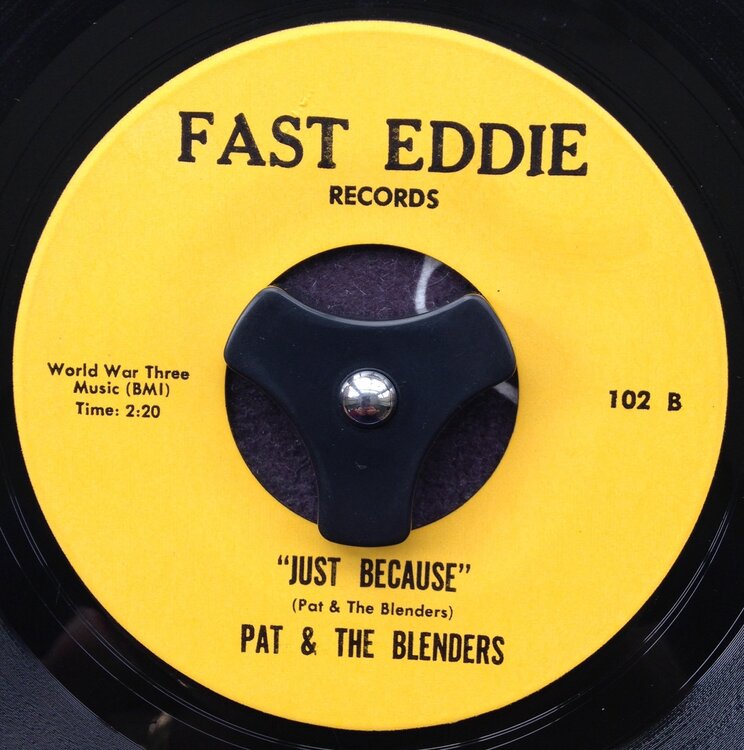 FAST EDDIE
RECORDS
World War Three
Music (BMI)
Time: 2:20
102 B
"JUST BECAUSE"
(Pat & The Blenders)
PAT & THE BLENDERS